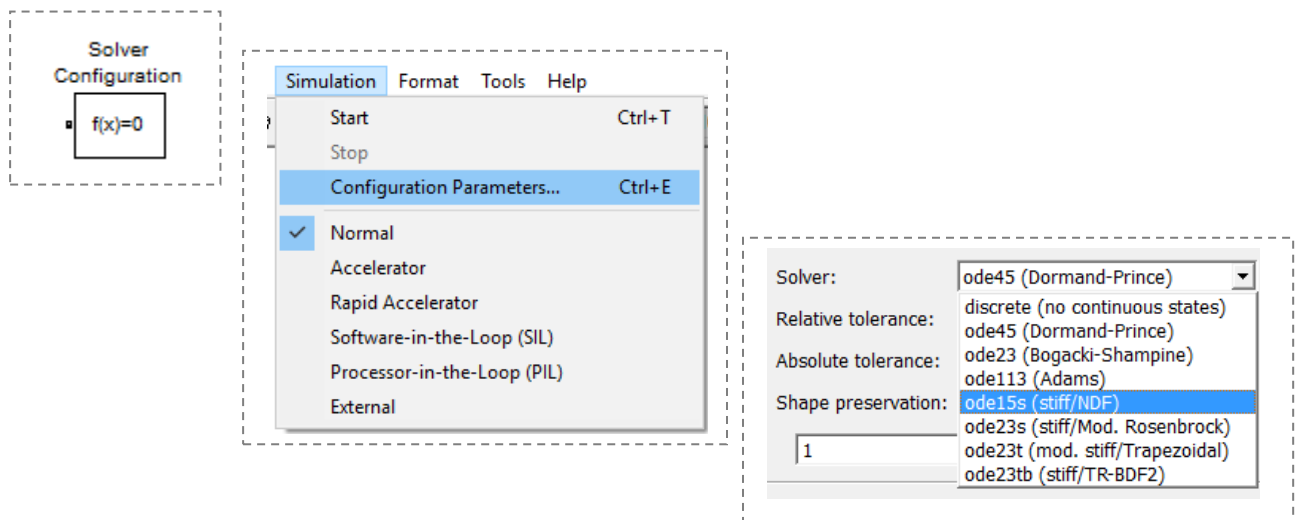 Solver
Configuration
f(x)=0
Simulation Format Tools Help
Start Ctrl+T
Stop
Configuration Parameters... Ctrl+E
Normal
Accelerator
Rapid Accelerator
Software-in-the-Loop (SIL)
Processor-in-the-Loop (PIL)
External
Solver: ode45 (Dormand-Prince)
discrete (no continuous states)
Relative tolerance: ode45 (Dormand-Prince)
ode23 (Bogacki-Shampine)
Absolute tolerance: ode113 (Adams)
Shape preservation: ode15s (stiff/NDF)
ode23s (stiff/Mod. Rosenbrock)
1 ode23t (mod. stiff/Trapezoidal)
ode23tb (stiff/TR-BDF2)